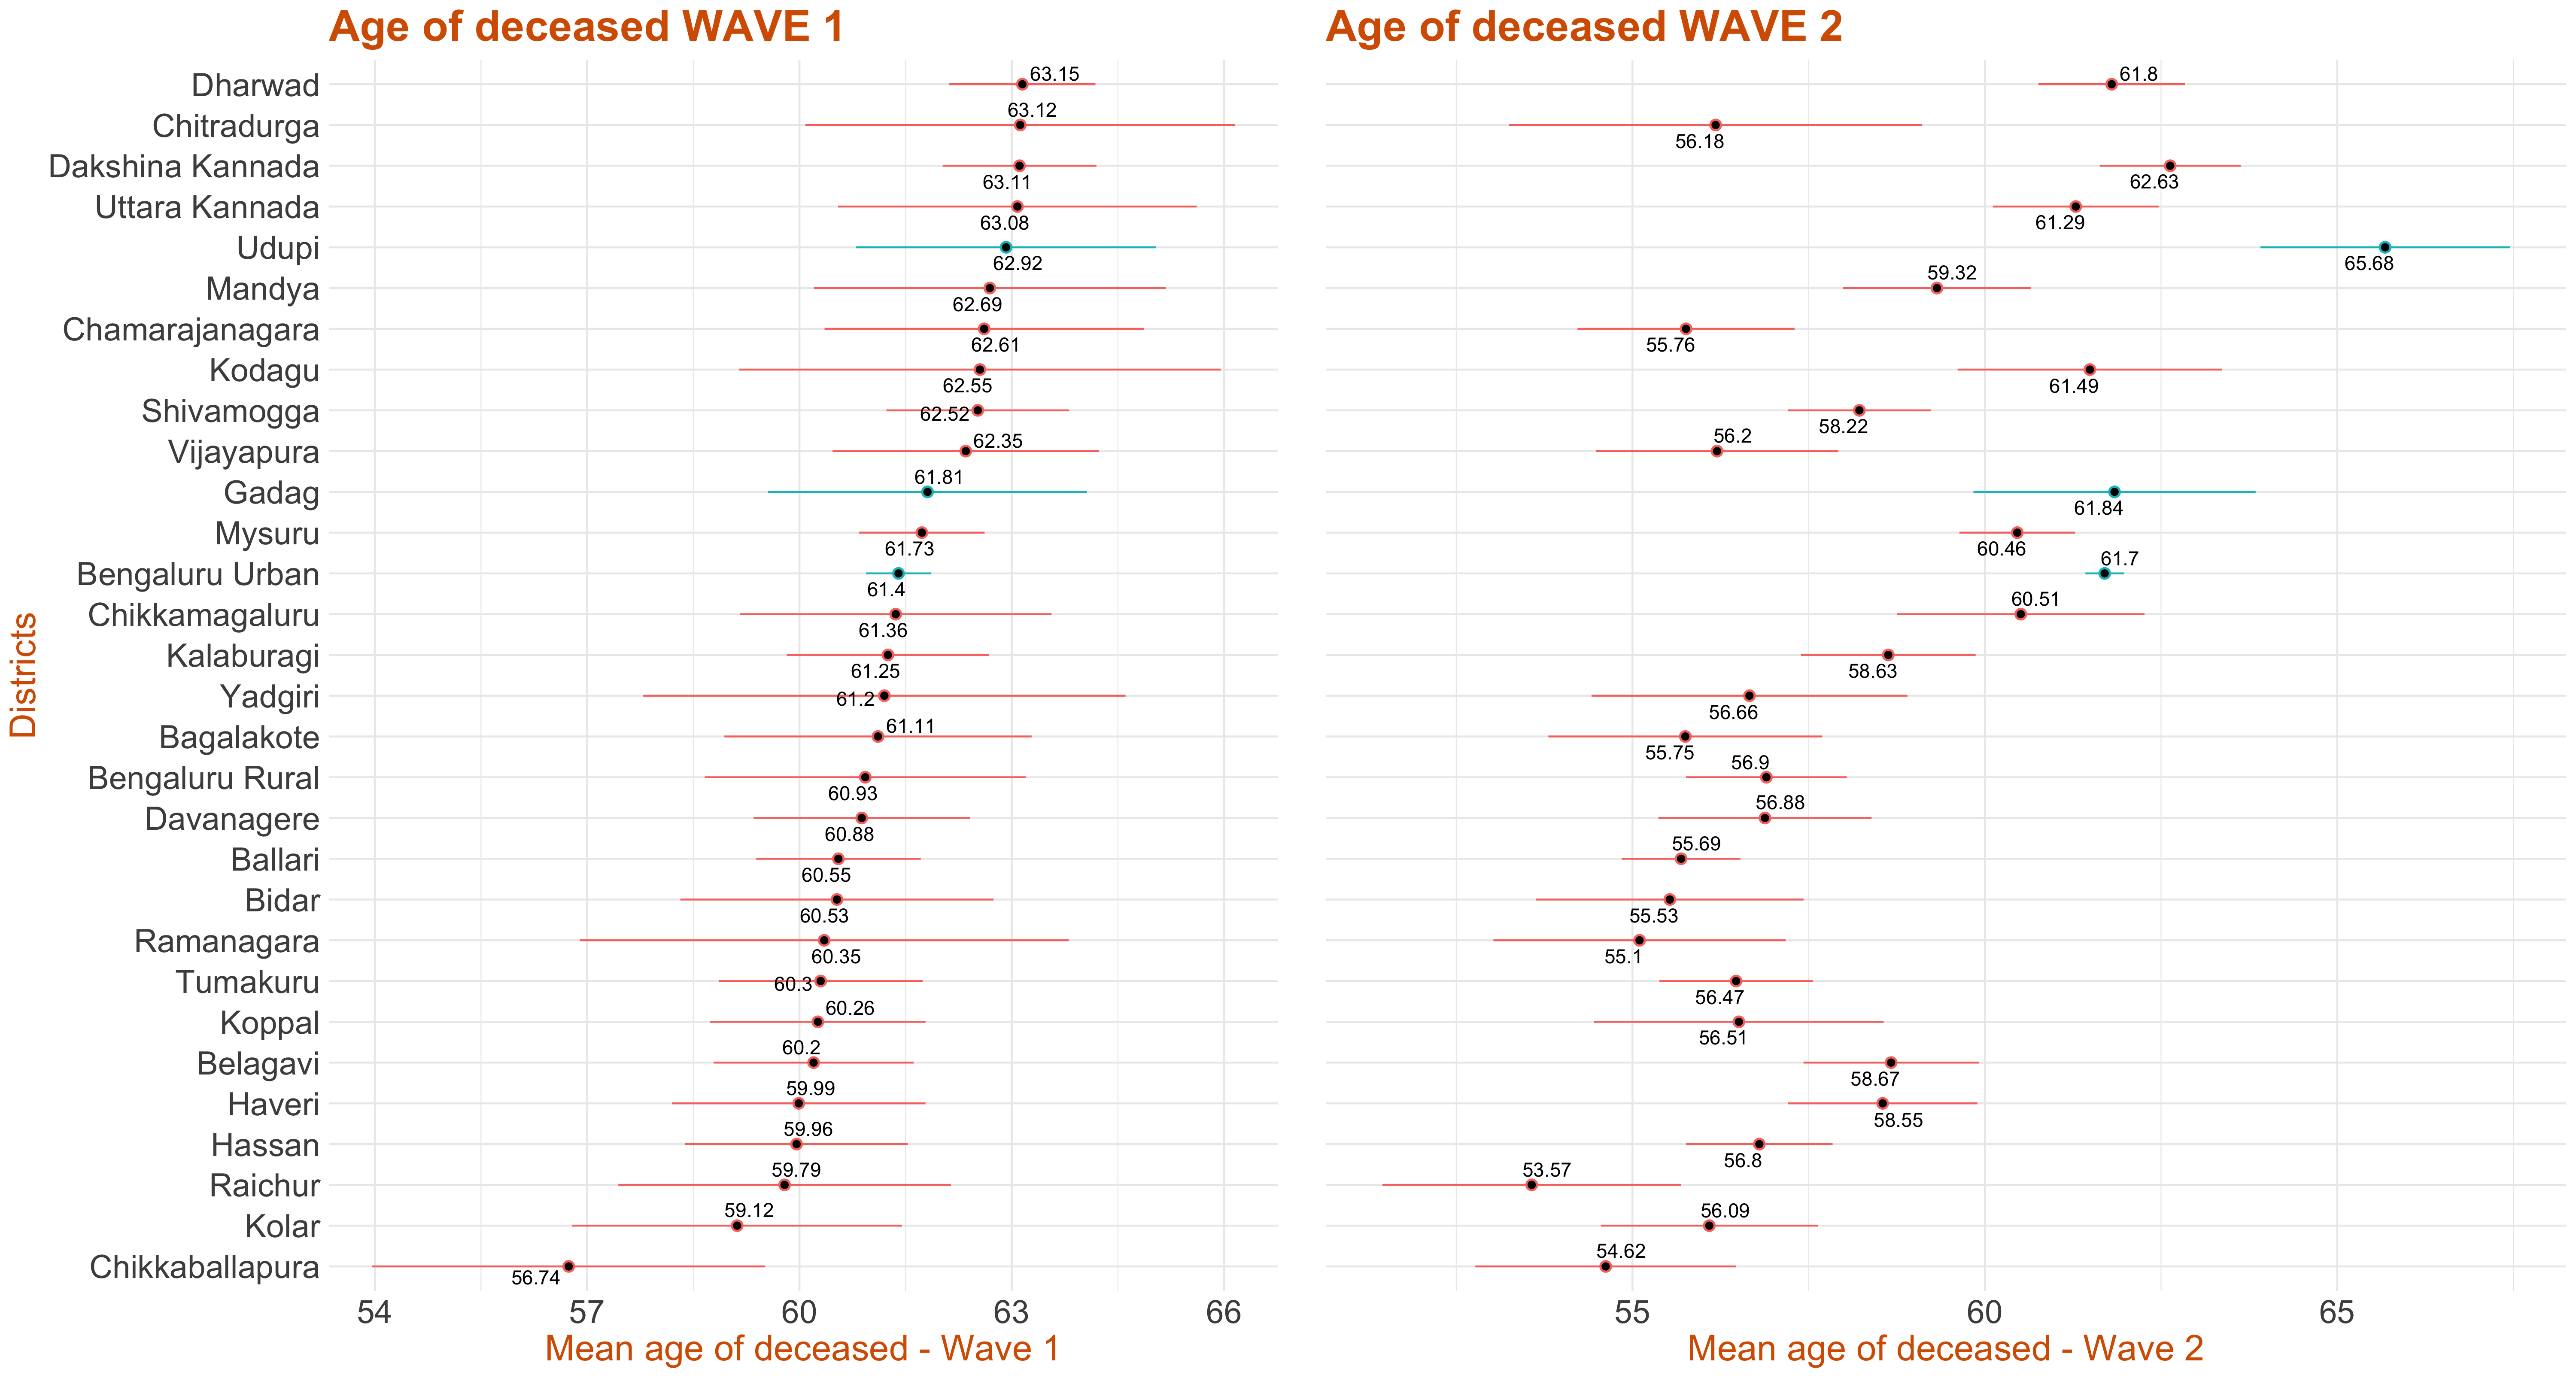 Age of deceased WAVE 1
Age of deceased WAVE 2
Districts
Dharwad 63.15 61.8
Chitradurga 63.12 56.18
Dakshina Kannada 63.11 62.63
Uttara Kannada 63.08 61.29
Udupi 62.92 65.68
Mandya 62.69 59.32
Chamarajanagara 62.61 55.76
Kodagu 62.55 61.49
Shivamogga 62.52 58.22
Vijayapura 62.35 56.2
Gadag 61.81 61.84
Mysuru 61.73 60.46
Bengaluru Urban 61.4 61.7
Chikkamagaluru 61.36 60.51
Kalaburagi 61.25 58.63
Yadgiri 61.2 56.66
Bagalakote 61.11 55.75
Bengaluru Rural 60.93 56.9
Davanagere 60.88 56.88
Ballari 60.55 55.69
Bidar 60.53 55.53
Ramanagara 60.35 55.1
Tumakuru 60.3 56.47
Koppal 60.26 56.51
Belagavi 60.2 58.67
Haveri 59.99 58.55
Hassan 59.96 56.8
Raichur 59.79 53.57
Kolar 59.12 56.09
Chikkaballapura 56.74 54.62
54 57 60 63 66
55 60 65
Mean age of deceased - Wave 1
Mean age of deceased - Wave 2